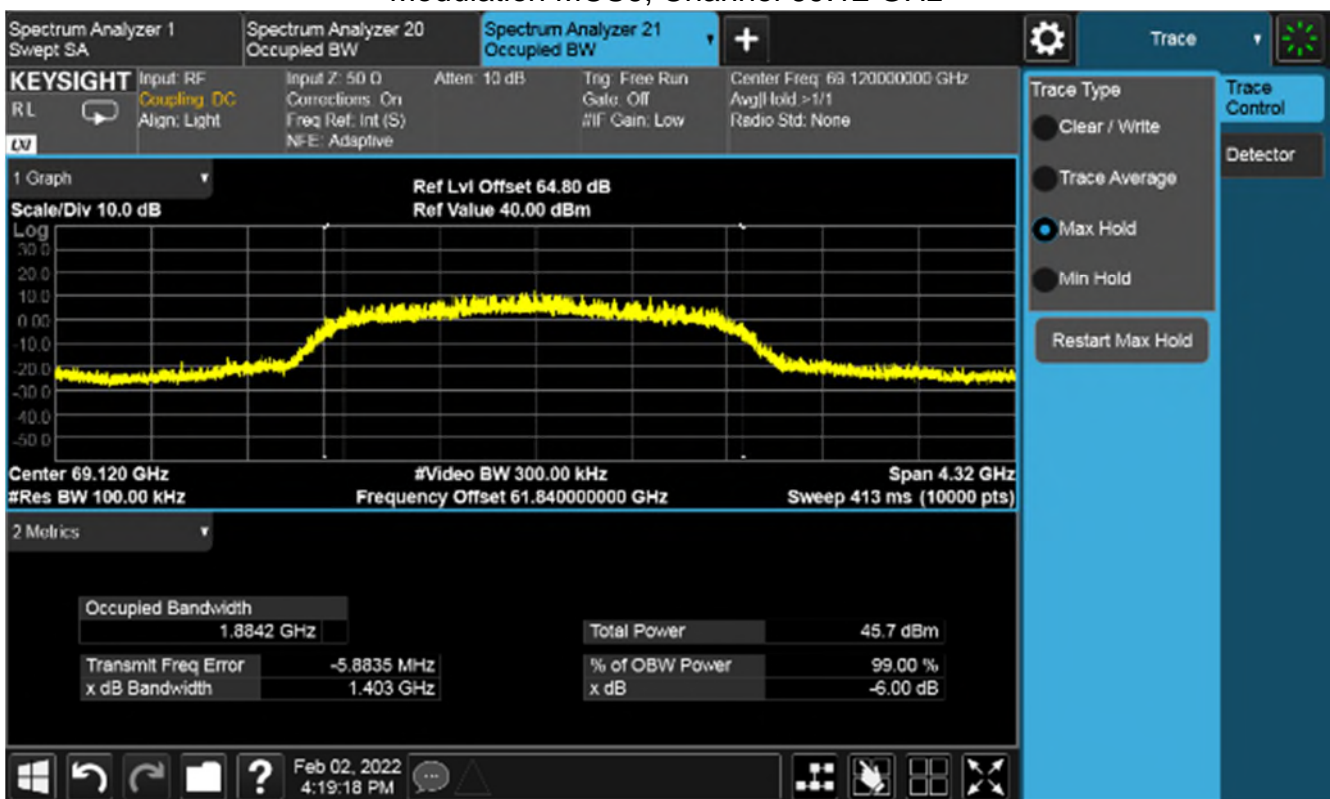 Spectrum Analyzer 1
Swept SA
Spectrum Analyzer 20
Occupied BW
Spectrum Analyzer 21
Occupied BW
Trace
KEYSIGHT
RL
LXI
Input: RF
Coupling: DC
Align: Light
Input Z: 50 Ω
Corrections: On
Freq Ref: Int (S)
NFE: Adaptive
Atten: 10 dB
Trig: Free Run
Gate: Off
#IF Gain: Low
Center Freq: 69.120000000 GHz
Avg|Hold:>1/1
Radio Std: None
Trace Type
Clear / Write
Trace Average
Max Hold
Min Hold
Restart Max Hold
Trace
Control
Detector
1 Graph
Scale/Div 10.0 dB
Ref Lvl Offset 64.80 dB
Ref Value 40.00 dBm
Log
30.0
20.0
10.0
0.00
-10.0
-20.0
-30.0
-40.0
-50.0
Center 69.120 GHz
#Video BW 300.00 kHz
Span 4.32 GHz
#Res BW 100.00 kHz
Frequency Offset 61.840000000 GHz
Sweep 413 ms (10000 pts)
2 Metrics
Occupied Bandwidth
1.8842 GHz
Total Power 45.7 dBm
Transmit Freq Error -5.8835 MHz
% of OBW Power 99.00 %
x dB Bandwidth 1.403 GHz
x dB -6.00 dB
Feb 02, 2022
4:19:18 PM